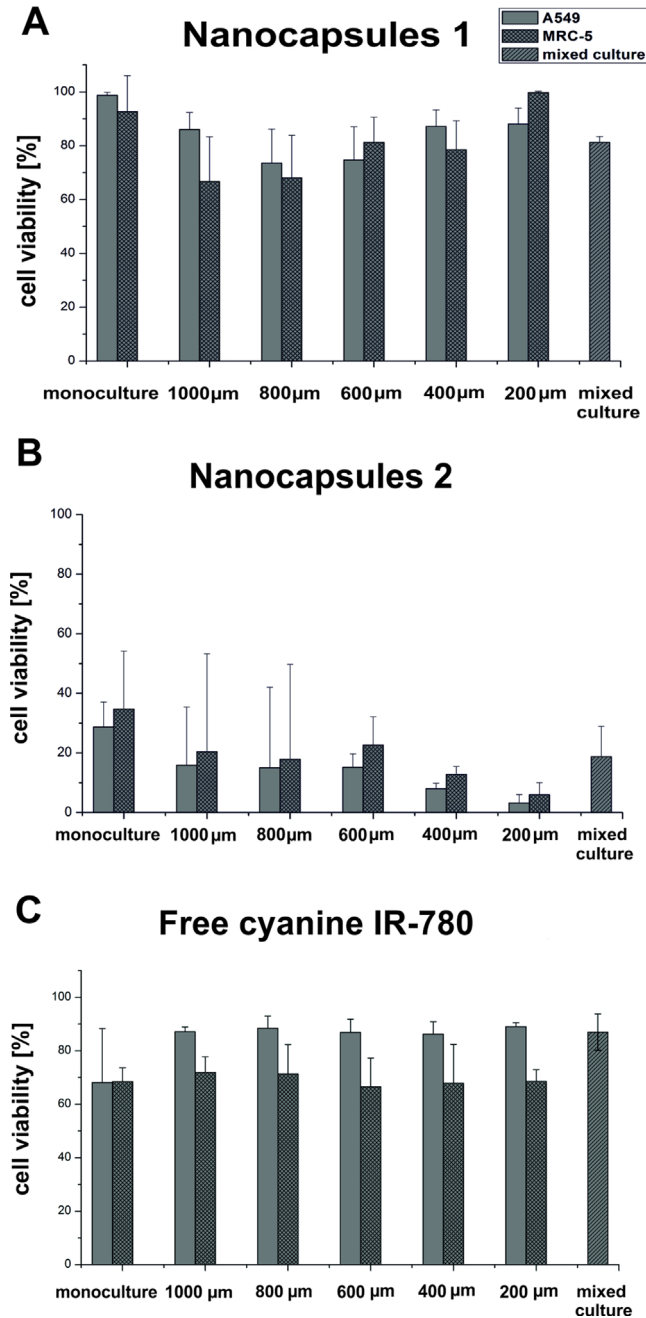 A
Nanocapsules 1
A549
MRC-5
mixed culture
cell viability [%]
100
80
60
40
20
0
monoculture 1000μm 800μm 600μm 400μm 200μm mixed
culture
B
Nanocapsules 2
cell viability [%]
100
80
60
40
20
0
monoculture 1000μm 800μm 600μm 400μm 200μm mixed
culture
C
Free cyanine IR-780
cell viability [%]
100
80
60
40
20
0
monoculture 1000 μm 800 μm 600 μm 400 μm 200 μm mixed
culture